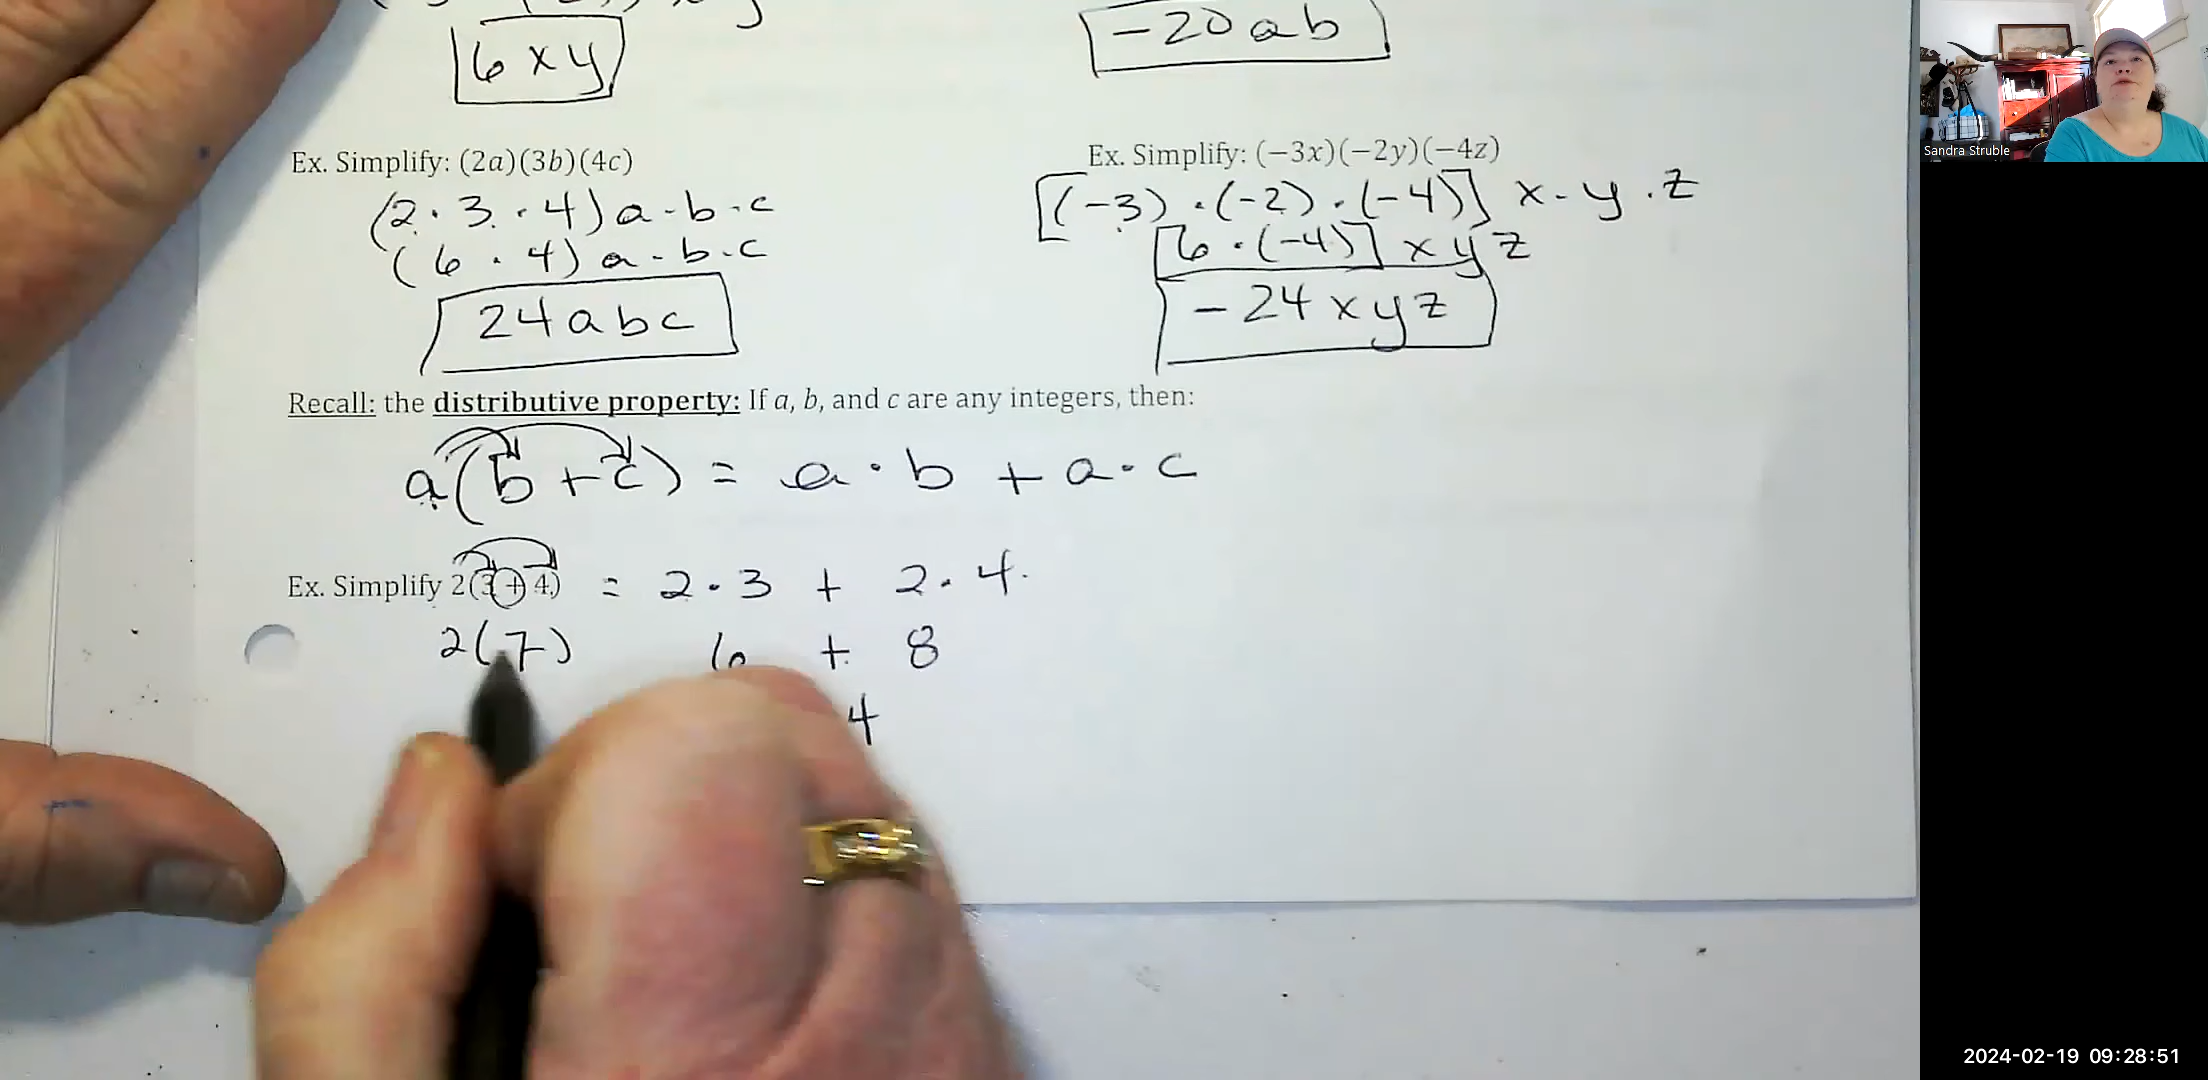 6xy
-20ab
Sandra Struble
Ex. Simplify: (2a)(3b)(4c)
(2·3·4)a·b·c
(6·4)a·b·c
24abc
Ex. Simplify: (−3x)(−2y)(−4z)
[(-3)·(-2)·(-4)] x·y·z
[6·(-4)] xyz
-24xyz
Recall: the distributive property: If a, b, and c are any integers, then:
a(b+c) = a·b + a·c
Ex. Simplify 2(3 + 4) = 2·3 + 2·4
2(7) 6 + 8
4
2024-02-19 09:28:51